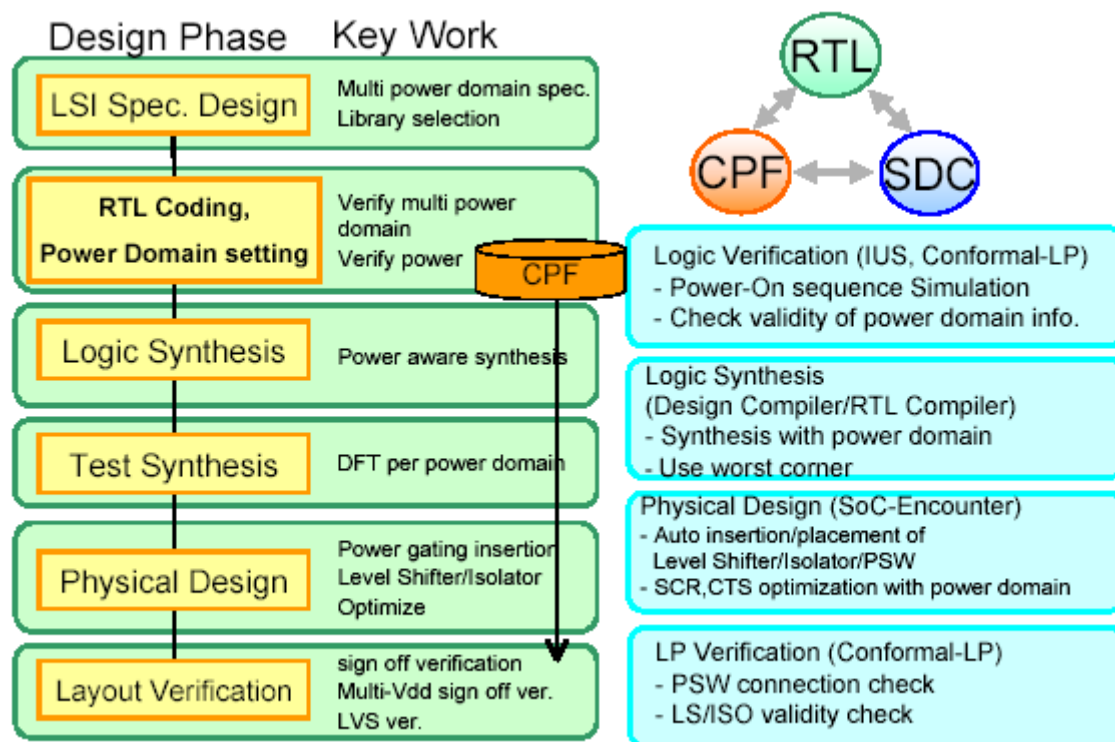 Design Phase
Key Work
LSI Spec. Design
Multi power domain spec.
Library selection
RTL Coding,
Power Domain setting
Verify multi power
domain
Verify power
CPF
Logic Synthesis
Power aware synthesis
Test Synthesis
DFT per power domain
Physical Design
Power gating insertion
Level Shifter/Isolator
Optimize
Layout Verification
sign off verification
Multi-Vdd sign off ver.
LVS ver.
RTL
CPF
SDC
Logic Verification (IUS, Conformal-LP)
- Power-On sequence Simulation
- Check validity of power domain info.
Logic Synthesis
(Design Compiler/RTL Compiler)
- Synthesis with power domain
- Use worst corner
Physical Design (SoC-Encounter)
- Auto insertion/placement of
Level Shifter/Isolator/PSW
- SCR,CTS optimization with power domain
LP Verification (Conformal-LP)
- PSW connection check
- LS/ISO validity check